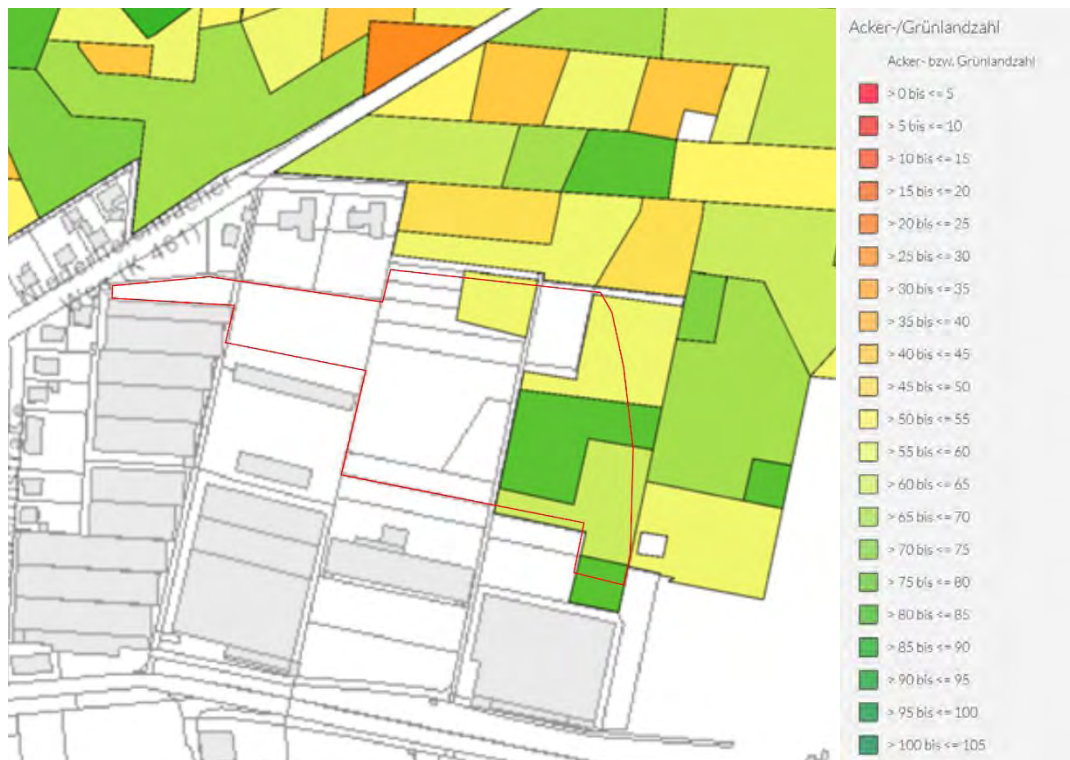 Acker-/Grünlandzahl
Acker- bzw. Grünlandzahl
> 0 bis <= 5
> 5 bis <= 10
> 10 bis <= 15
> 15 bis <= 20
> 20 bis <= 25
> 25 bis <= 30
> 30 bis <= 35
> 35 bis <= 40
> 40 bis <= 45
> 45 bis <= 50
> 50 bis <= 55
> 55 bis <= 60
> 60 bis <= 65
> 65 bis <= 70
> 70 bis <= 75
> 75 bis <= 80
> 80 bis <= 85
> 85 bis <= 90
> 90 bis <= 95
> 95 bis <= 100
> 100 bis <= 105
Weg (K 4611)